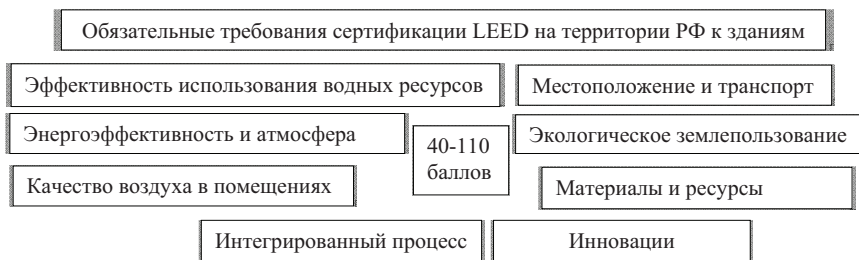 Обязательные требования сертификации LEED на территории РФ к зданиям
Эффективность использования водных ресурсов
Местоположение и транспорт
Энергоэффективность и атмосфера
40-110
баллов
Экологическое землепользование
Качество воздуха в помещениях
Материалы и ресурсы
Интегрированный процесс
Инновации